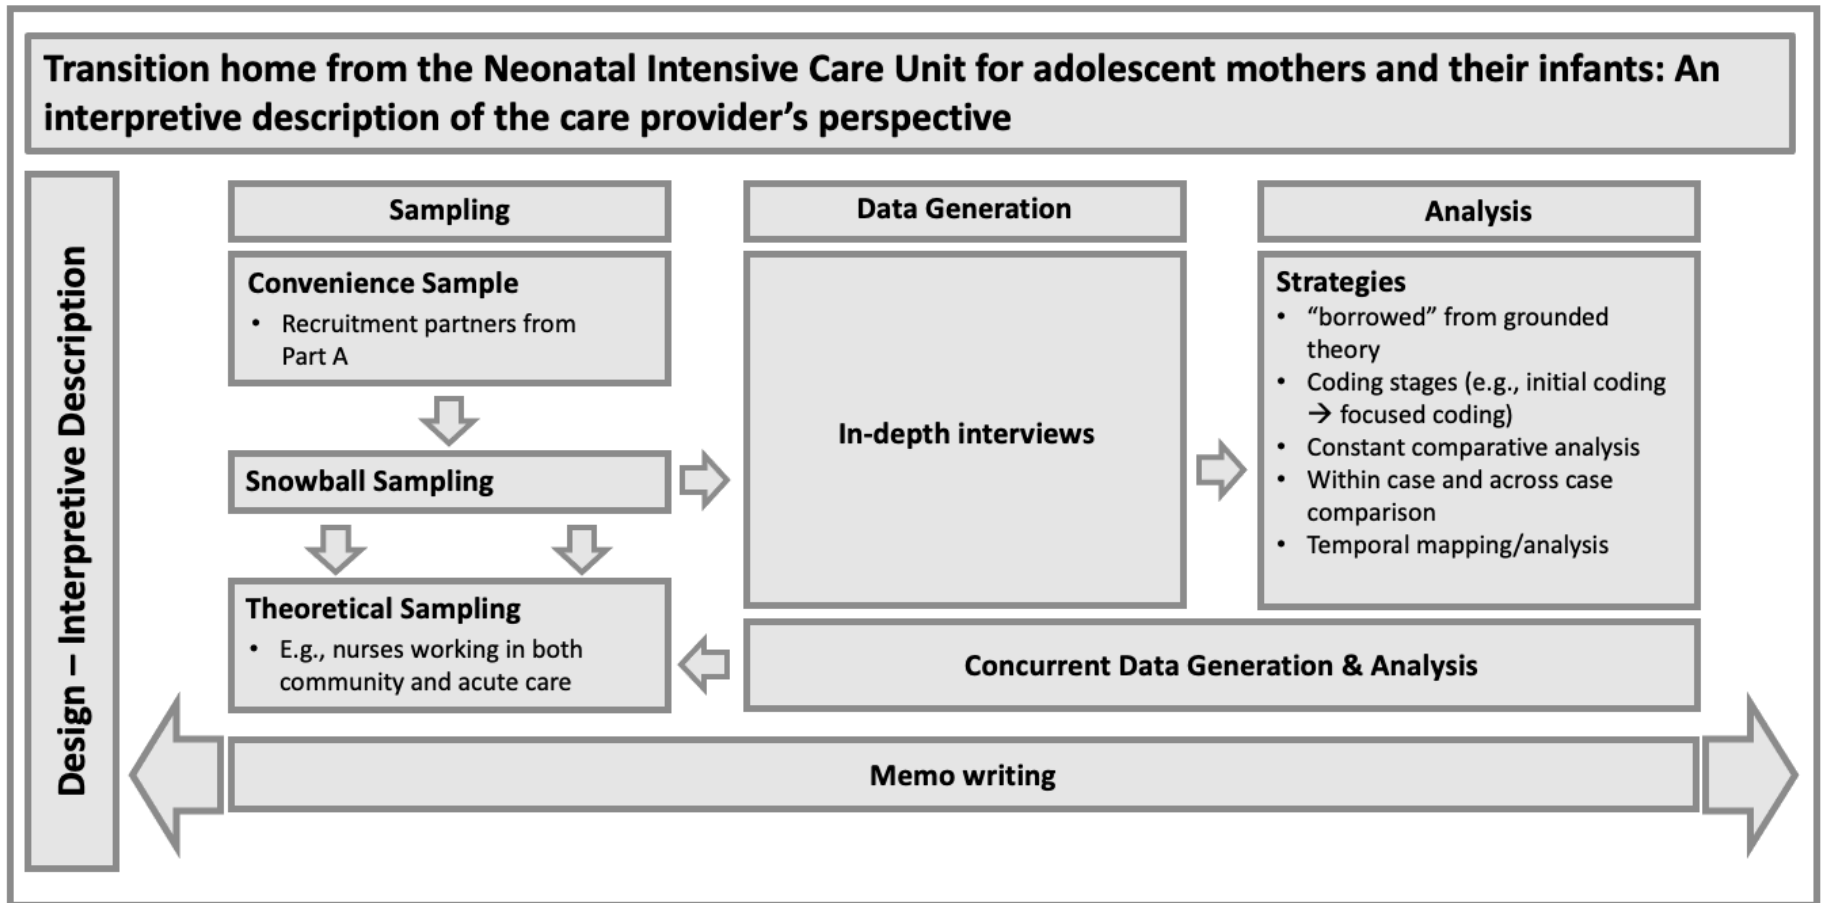 Transition home from the Neonatal Intensive Care Unit for adolescent mothers and their infants: An
interpretive description of the care provider’s perspective
Design – Interpretive Description
Sampling
Convenience Sample
• Recruitment partners from
Part A
Snowball Sampling
Theoretical Sampling
• E.g., nurses working in both
community and acute care
Data Generation
In-depth interviews
Analysis
Strategies
• “borrowed” from grounded
theory
• Coding stages (e.g., initial coding
→ focused coding)
• Constant comparative analysis
• Within case and across case
comparison
• Temporal mapping/analysis
Concurrent Data Generation & Analysis
Memo writing